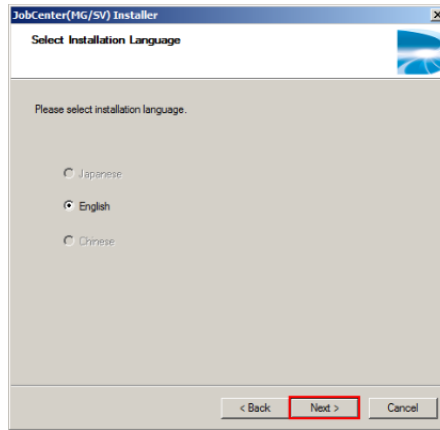 JobCenter(MG/SV) Installer
Select Installation Language
Please select installation language.
Japanese
English
Chinese
< Back Next > Cancel